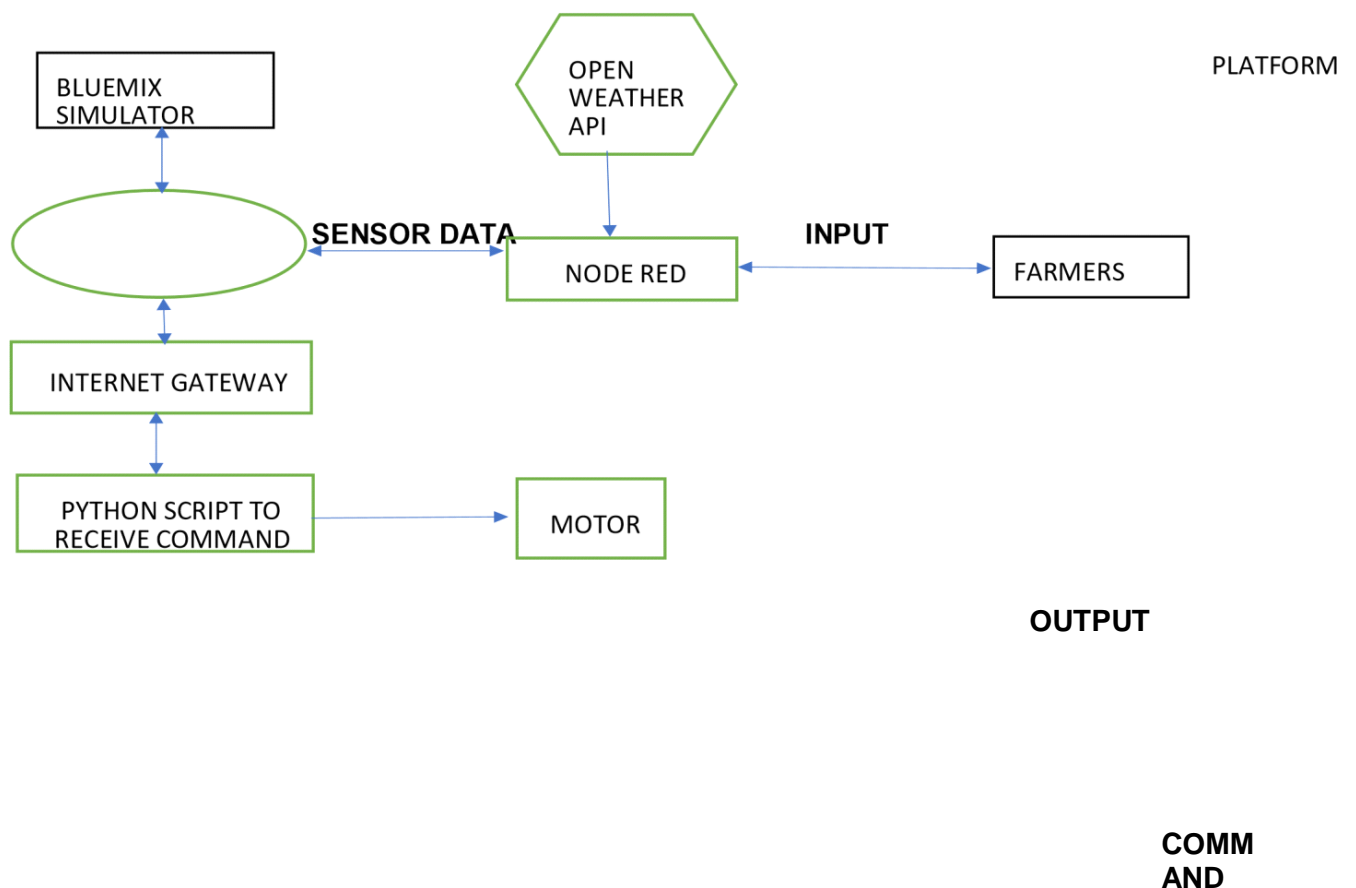 BLUEMIX
SIMULATOR
OPEN
WEATHER
API
PLATFORM
SENSOR DATA
INPUT
NODE RED
FARMERS
INTERNET GATEWAY
PYTHON SCRIPT TO
RECEIVE COMMAND
MOTOR
OUTPUT
COMM
AND